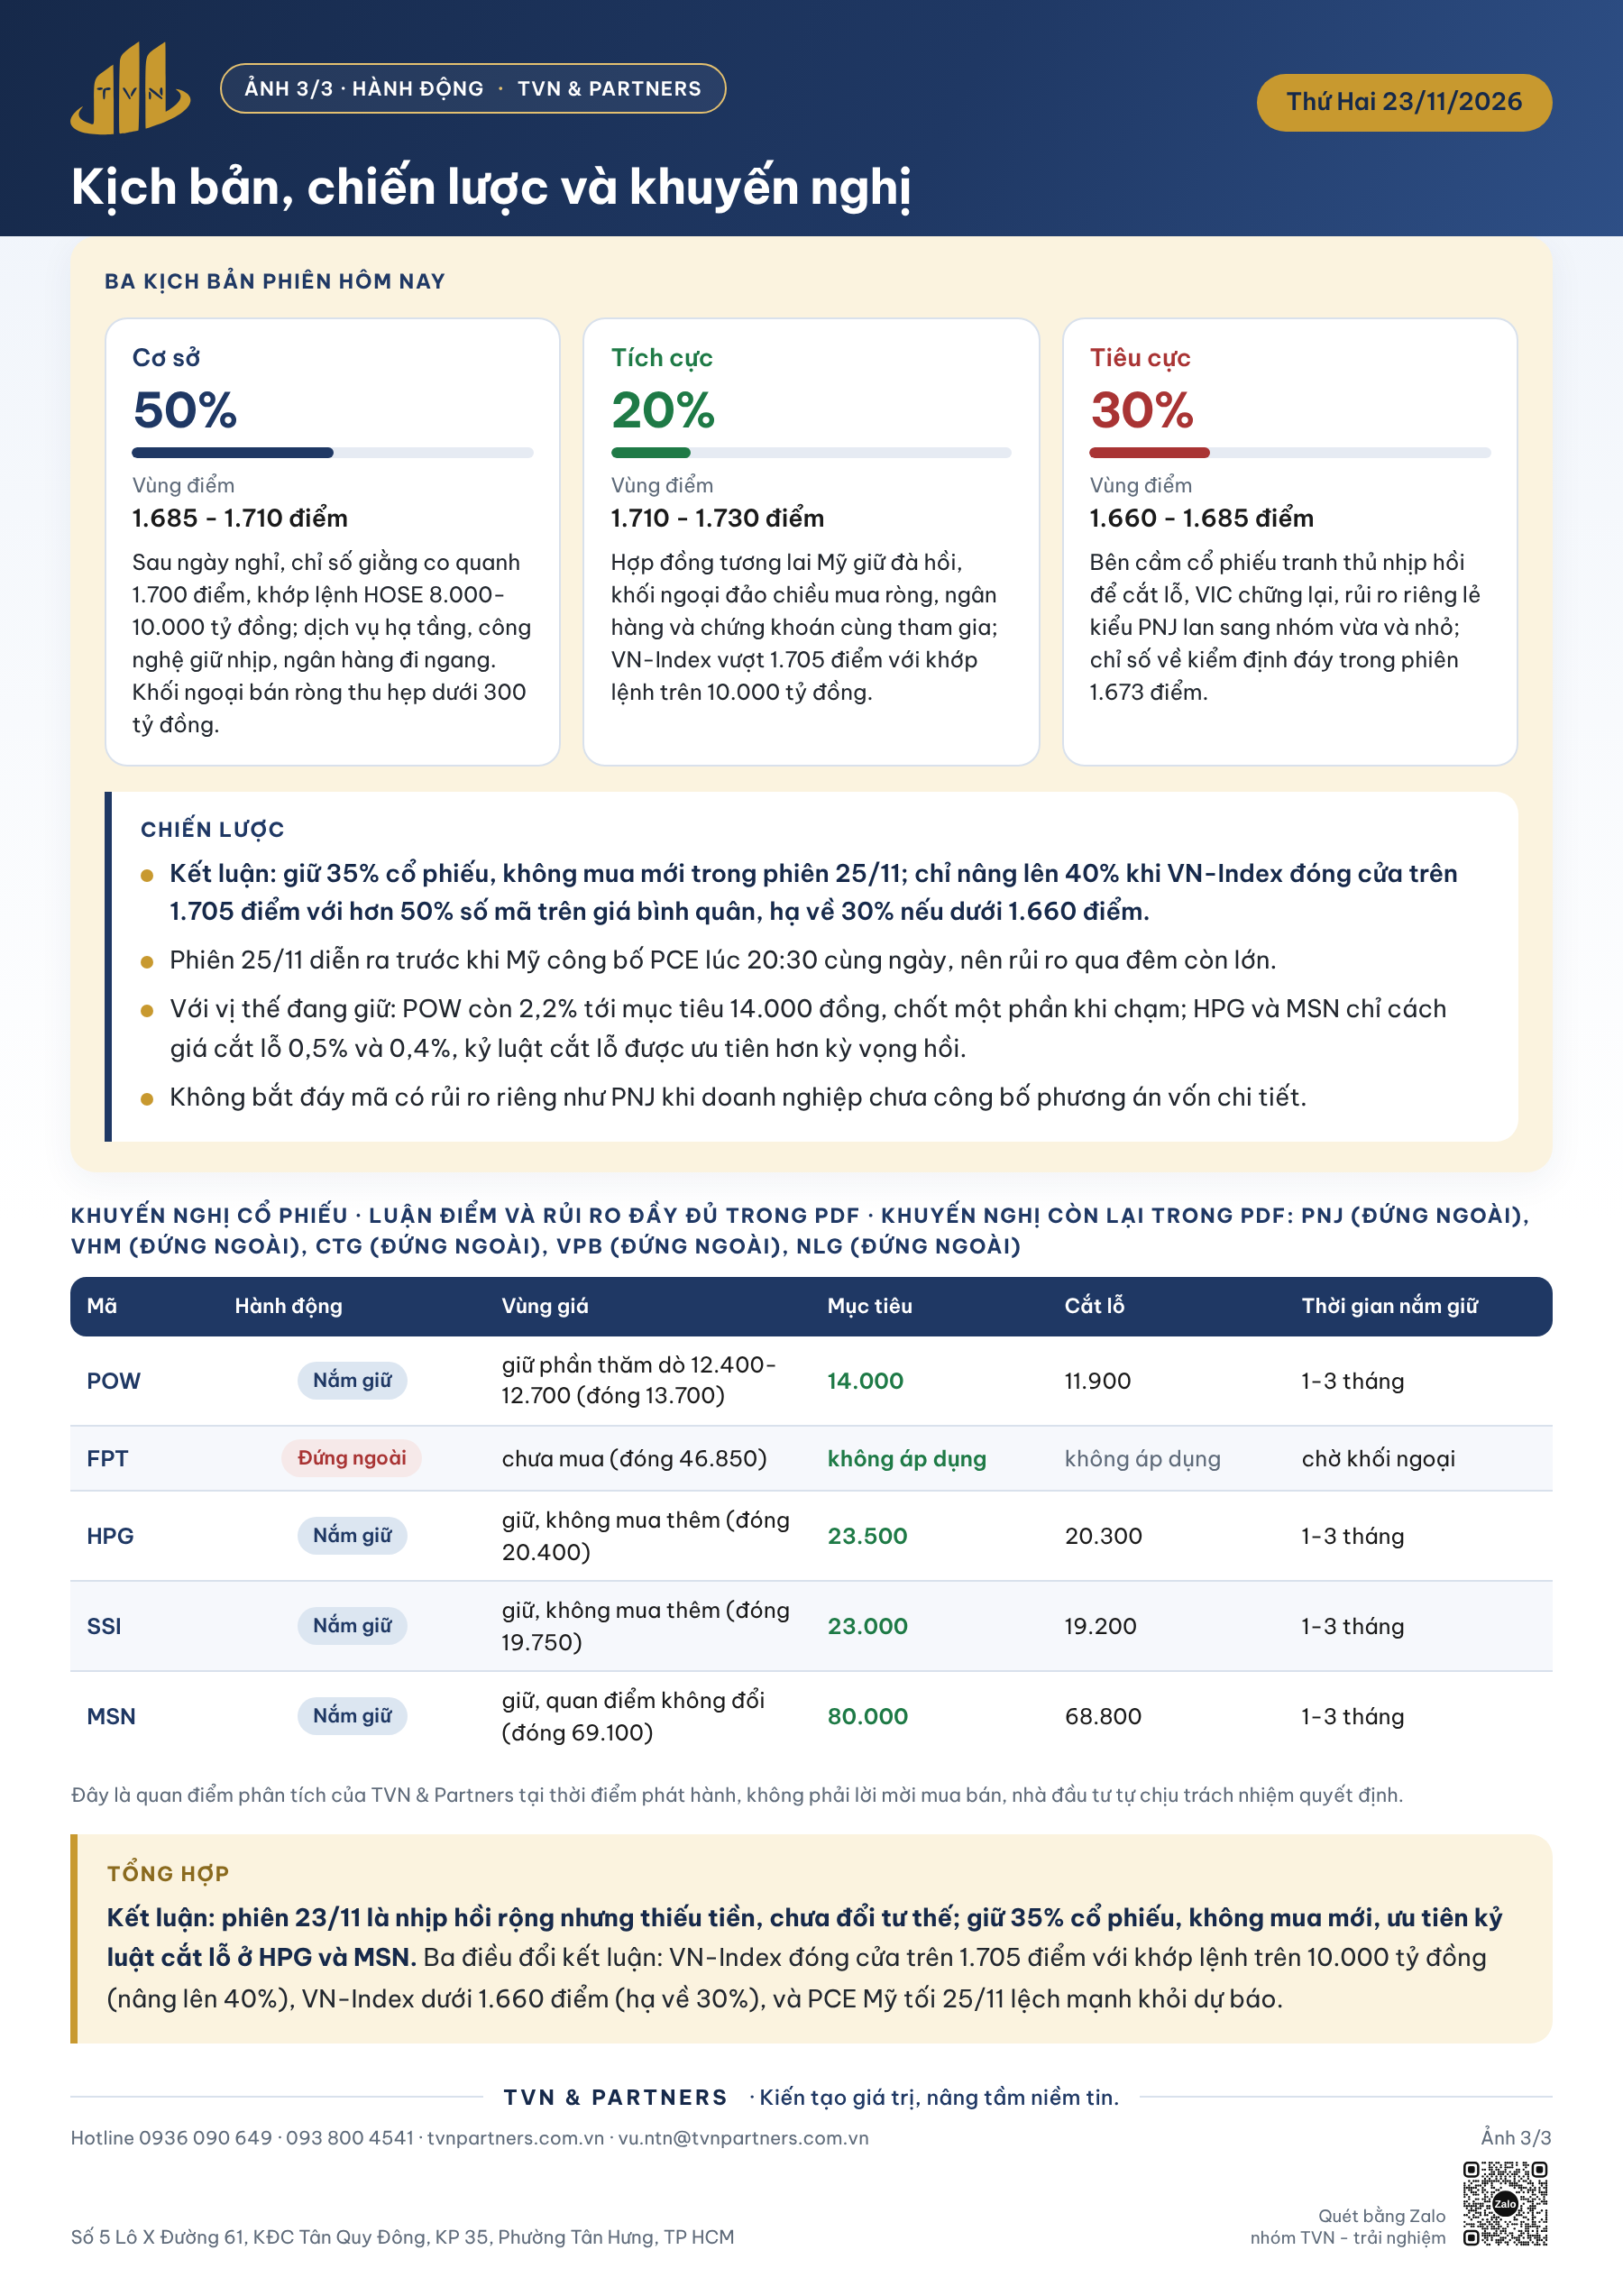 TVN
ẢNH 3/3 · HÀNH ĐỘNG · TVN & PARTNERS
Thứ Hai 23/11/2026
Kịch bản, chiến lược và khuyến nghị
BA KỊCH BẢN PHIÊN HÔM NAY
Cơ sở
50%
Vùng điểm
1.685 - 1.710 điểm
Sau ngày nghỉ, chỉ số giằng co quanh
1.700 điểm, khớp lệnh HOSE 8.000-
10.000 tỷ đồng; dịch vụ hạ tầng, công
nghệ giữ nhịp, ngân hàng đi ngang.
Khối ngoại bán ròng thu hẹp dưới 300
tỷ đồng.
Tích cực
20%
Vùng điểm
1.710 - 1.730 điểm
Hợp đồng tương lai Mỹ giữ đà hồi,
khối ngoại đảo chiều mua ròng, ngân
hàng và chứng khoán cùng tham gia;
VN-Index vượt 1.705 điểm với khớp
lệnh trên 10.000 tỷ đồng.
Tiêu cực
30%
Vùng điểm
1.660 - 1.685 điểm
Bên cầm cổ phiếu tranh thủ nhịp hồi
để cắt lỗ, VIC chững lại, rủi ro riêng lẻ
kiểu PNJ lan sang nhóm vừa và nhỏ;
chỉ số về kiểm định đáy trong phiên
1.673 điểm.
CHIẾN LƯỢC
Kết luận: giữ 35% cổ phiếu, không mua mới trong phiên 25/11; chỉ nâng lên 40% khi VN-Index đóng cửa trên
1.705 điểm với hơn 50% số mã trên giá bình quân, hạ về 30% nếu dưới 1.660 điểm.
Phiên 25/11 diễn ra trước khi Mỹ công bố PCE lúc 20:30 cùng ngày, nên rủi ro qua đêm còn lớn.
Với vị thế đang giữ: POW còn 2,2% tới mục tiêu 14.000 đồng, chốt một phần khi chạm; HPG và MSN chỉ cách
giá cắt lỗ 0,5% và 0,4%, kỷ luật cắt lỗ được ưu tiên hơn kỳ vọng hồi.
Không bắt đáy mã có rủi ro riêng như PNJ khi doanh nghiệp chưa công bố phương án vốn chi tiết.
KHUYẾN NGHỊ CỔ PHIẾU · LUẬN ĐIỂM VÀ RỦI RO ĐẦY ĐỦ TRONG PDF · KHUYẾN NGHỊ CÒN LẠI TRONG PDF: PNJ (ĐỨNG NGOÀI),
VHM (ĐỨNG NGOÀI), CTG (ĐỨNG NGOÀI), VPB (ĐỨNG NGOÀI), NLG (ĐỨNG NGOÀI)
Mã Hành động Vùng giá Mục tiêu Cắt lỗ Thời gian nắm giữ
POW Nắm giữ giữ phần thăm dò 12.400-
12.700 (đóng 13.700) 14.000 11.900 1-3 tháng
FPT Đứng ngoài chưa mua (đóng 46.850) không áp dụng không áp dụng chờ khối ngoại
HPG Nắm giữ giữ, không mua thêm (đóng
20.400) 23.500 20.300 1-3 tháng
SSI Nắm giữ giữ, không mua thêm (đóng
19.750) 23.000 19.200 1-3 tháng
MSN Nắm giữ giữ, quan điểm không đổi
(đóng 69.100) 80.000 68.800 1-3 tháng
Đây là quan điểm phân tích của TVN & Partners tại thời điểm phát hành, không phải lời mời mua bán, nhà đầu tư tự chịu trách nhiệm quyết định.
TỔNG HỢP
Kết luận: phiên 23/11 là nhịp hồi rộng nhưng thiếu tiền, chưa đổi tư thế; giữ 35% cổ phiếu, không mua mới, ưu tiên kỷ
luật cắt lỗ ở HPG và MSN. Ba điều đổi kết luận: VN-Index đóng cửa trên 1.705 điểm với khớp lệnh trên 10.000 tỷ đồng
(nâng lên 40%), VN-Index dưới 1.660 điểm (hạ về 30%), và PCE Mỹ tối 25/11 lệch mạnh khỏi dự báo.
TVN & PARTNERS · Kiến tạo giá trị, nâng tầm niềm tin.
Hotline 0936 090 649 · 093 800 4541 · tvnpartners.com.vn · vu.ntn@tvnpartners.com.vn
Ảnh 3/3
Zalo
Quét bằng Zalo
nhóm TVN - trải nghiệm
Số 5 Lô X Đường 61, KĐC Tân Quy Đông, KP 35, Phường Tân Hưng, TP HCM